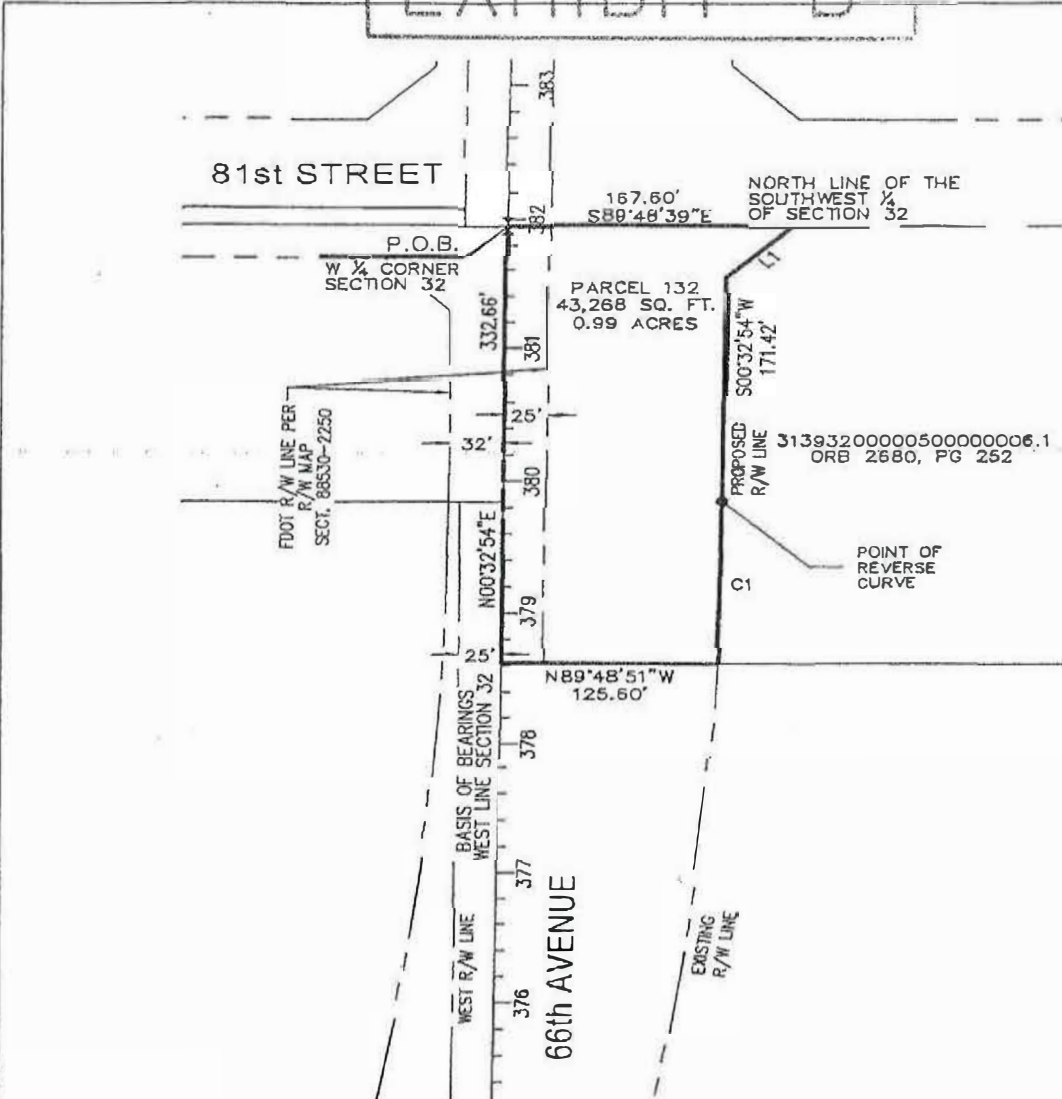 EXHIBIT "B"
383
81st STREET
167.60'
S89°48'39"E
NORTH LINE OF THE
SOUTHWEST ¼
OF SECTION 32
382
P.O.B.
W ¼ CORNER
SECTION 32
L1
PARCEL 132
43,268 SQ. FT.
0.99 ACRES
332.66'
381
S00°32'54"W
171.42'
25'
32'
FDOT R/W LINE PER
R/W MAP
SECT. 88530-2250
PROPOSED
R/W LINE
31393200000500000006.1
ORB 2680, PG 252
380
N00°32'54"E
POINT OF
REVERSE
CURVE
C1
379
25'
N89°48'51"W
125.60'
BASIS OF BEARINGS
WEST LINE SECTION 32
378
377
WEST R/W LINE
66th AVENUE
EXISTING
R/W LINE
376